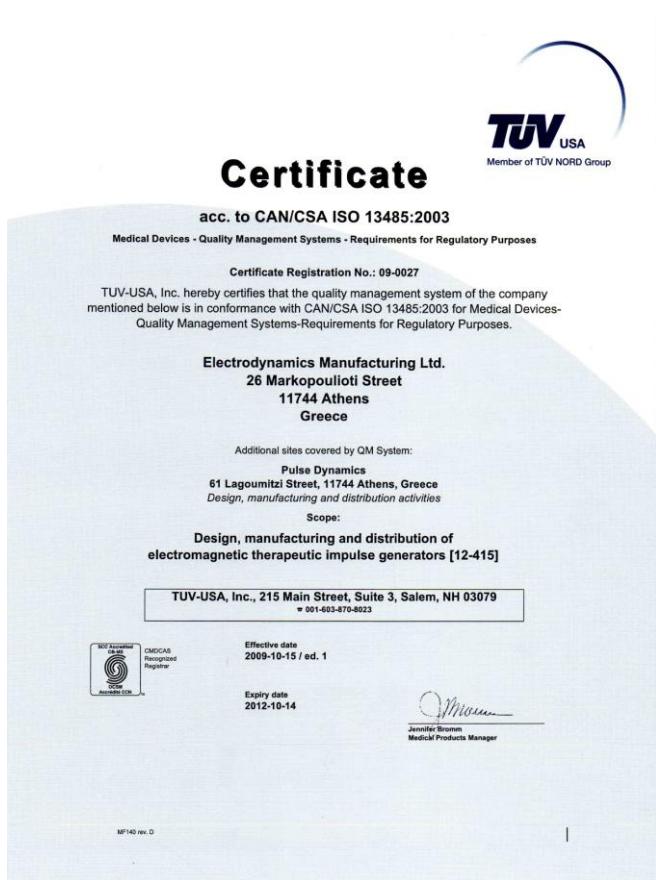 TÜV USA
Member of TÜV NORD Group
Certificate
acc. to CAN/CSA ISO 13485:2003
Medical Devices - Quality Management Systems - Requirements for Regulatory Purposes
Certificate Registration No.: 09-0027
TUV-USA, Inc. hereby certifies that the quality management system of the company
mentioned below is in conformance with CAN/CSA ISO 13485:2003 for Medical Devices-
Quality Management Systems-Requirements for Regulatory Purposes.
Electrodynamics Manufacturing Ltd.
26 Markopoulioti Street
11744 Athens
Greece
Additional sites covered by QM System:
Pulse Dynamics
61 Lagoumitzi Street, 11744 Athens, Greece
Design, manufacturing and distribution activities
Scope:
Design, manufacturing and distribution of
electromagnetic therapeutic impulse generators [12-415]
TUV-USA, Inc., 215 Main Street, Suite 3, Salem, NH 03079
☎ 001-603-870-8023
SCC Accredited
CB-MS
OCSM
Accrédité CCN
CMDCAS
Recognized
Registrar
Effective date
2009-10-15 / ed. 1
Expiry date
2012-10-14
Jennifer Bromm
Medical Products Manager
MF140 rev. D